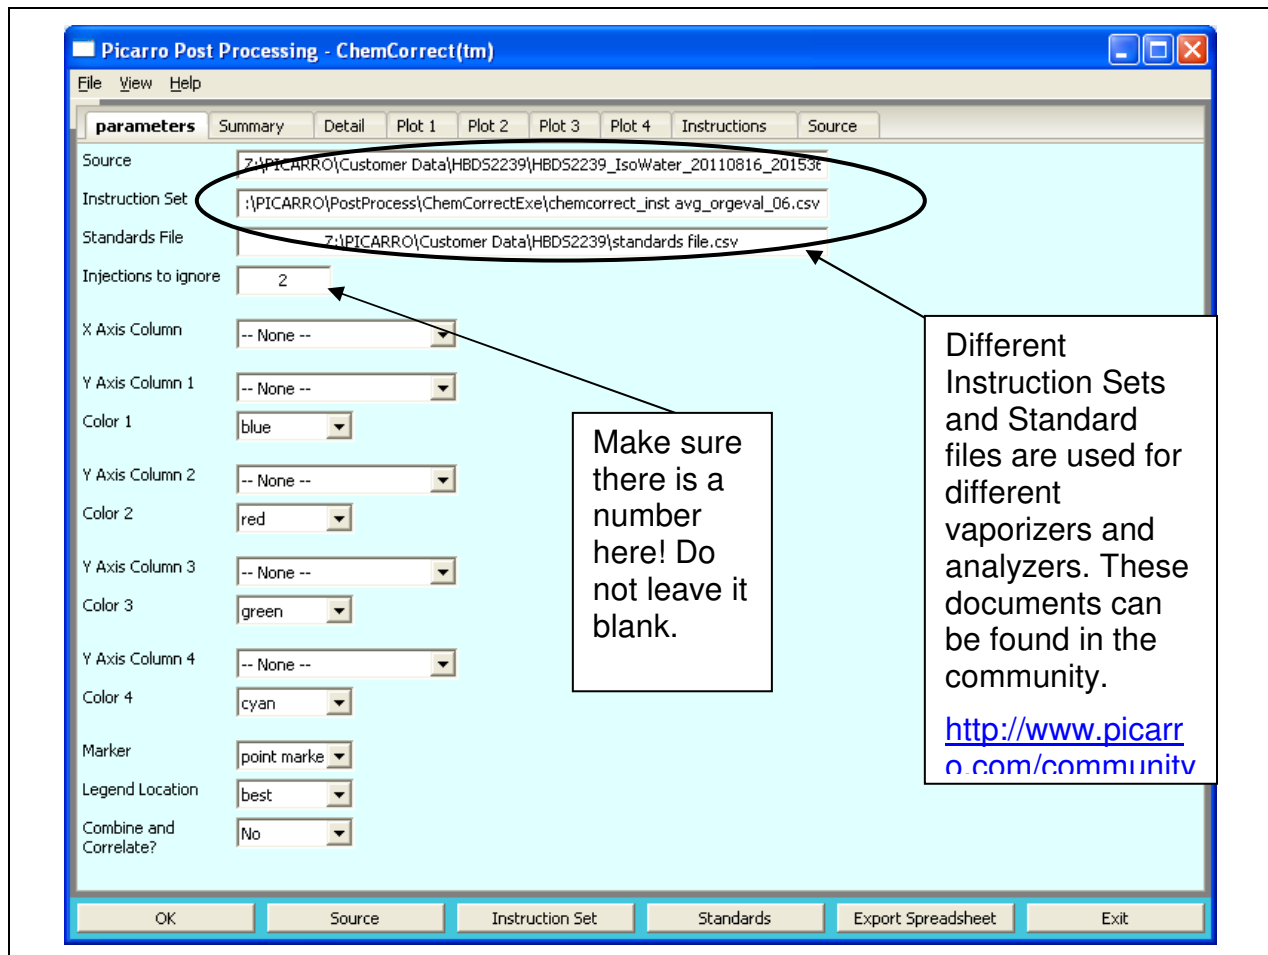 Picarro Post Processing - ChemCorrect(tm)
File View Help
parameters Summary Detail Plot 1 Plot 2 Plot 3 Plot 4 Instructions Source
Source Z:\PICARRO\Customer Data\HBDS2239\HBDS2239_IsoWater_20110816_201536
Instruction Set :\PICARRO\PostProcess\ChemCorrectExe\chemcorrect_inst avg_orgeval_06.csv
Standards File Z:\PICARRO\Customer Data\HBDS2239\standards file.csv
Injections to ignore 2
X Axis Column -- None --
Y Axis Column 1 -- None --
Color 1 blue
Y Axis Column 2 -- None --
Color 2 red
Y Axis Column 3 -- None --
Color 3 green
Y Axis Column 4 -- None --
Color 4 cyan
Marker point marke
Legend Location best
Combine and
Correlate? No
Make sure
there is a
number
here! Do
not leave it
blank.
Different
Instruction Sets
and Standard
files are used for
different
vaporizers and
analyzers. These
documents can
be found in the
community.
http://www.picarr
o.com/community
OK Source Instruction Set Standards Export Spreadsheet Exit